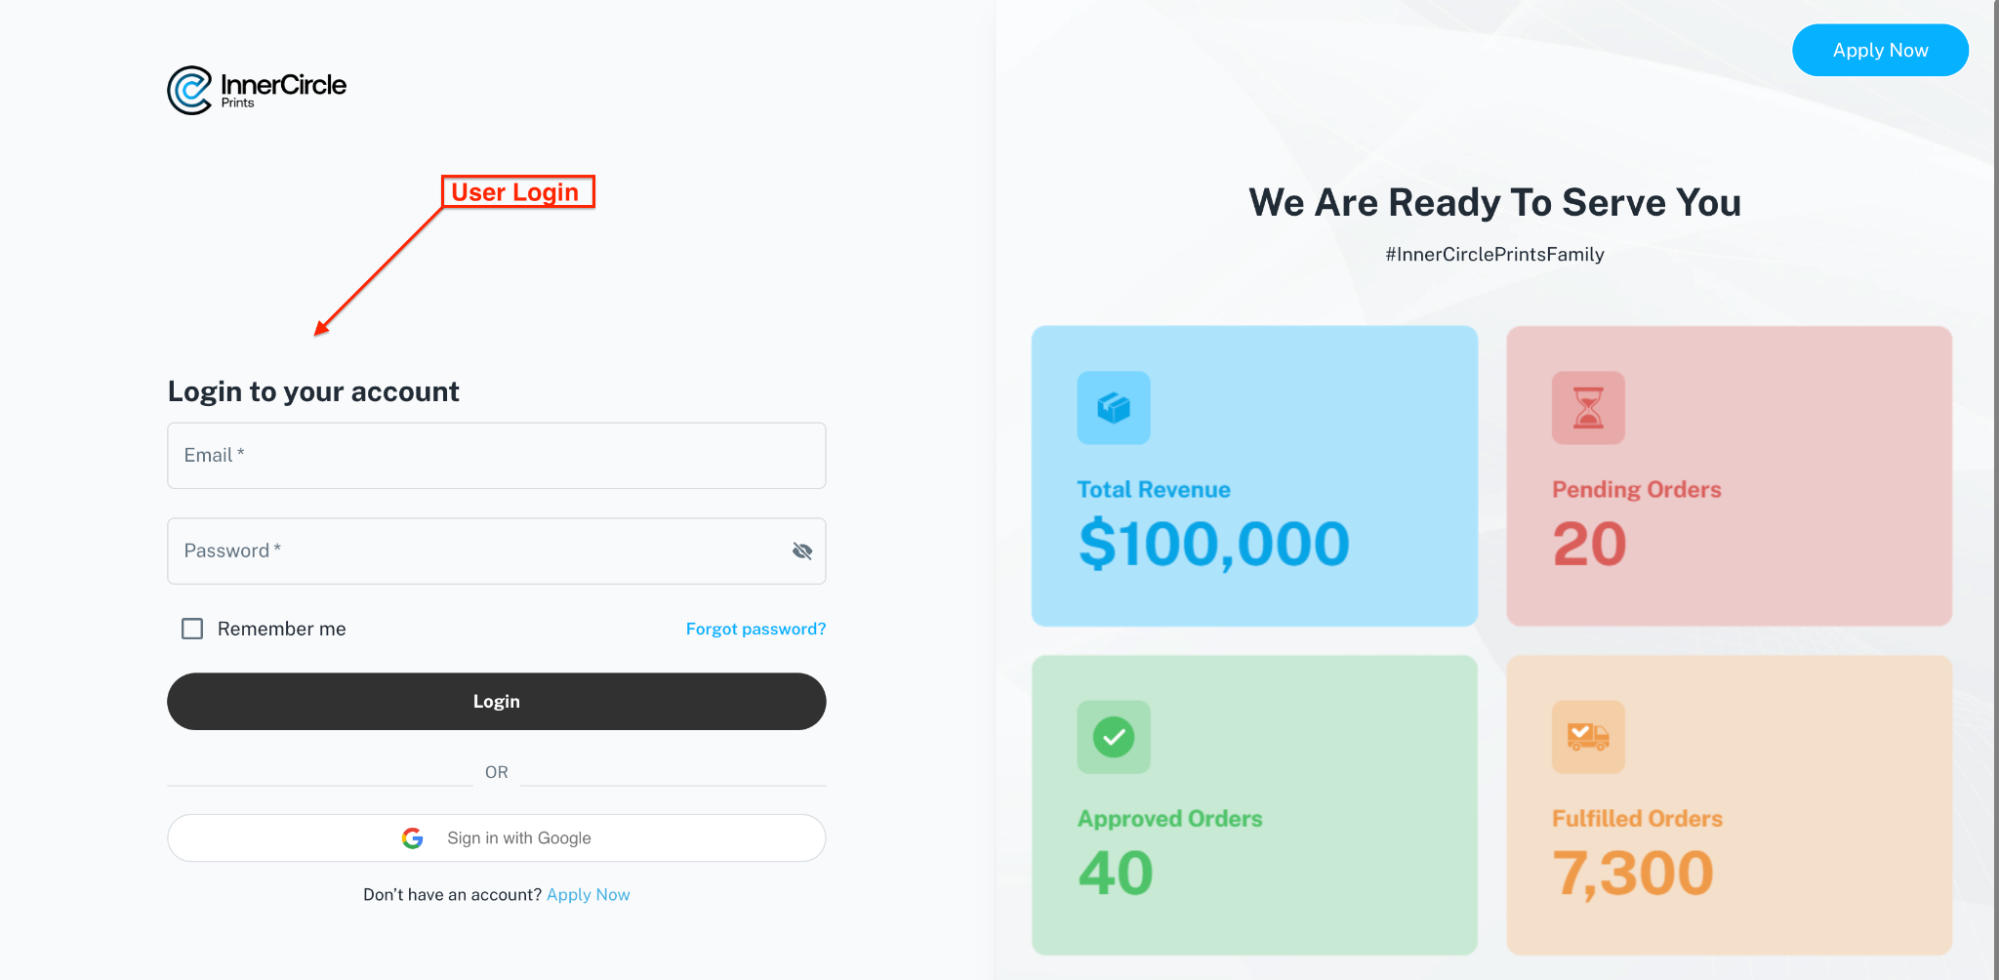 InnerCircle
Prints
User Login
Login to your account
Email *
Password *
Remember me
Forgot password?
Login
OR
Sign in with Google
Don't have an account? Apply Now
Apply Now
We Are Ready To Serve You
#InnerCirclePrintsFamily
Total Revenue
$100,000
Pending Orders
20
Approved Orders
40
Fulfilled Orders
7,300